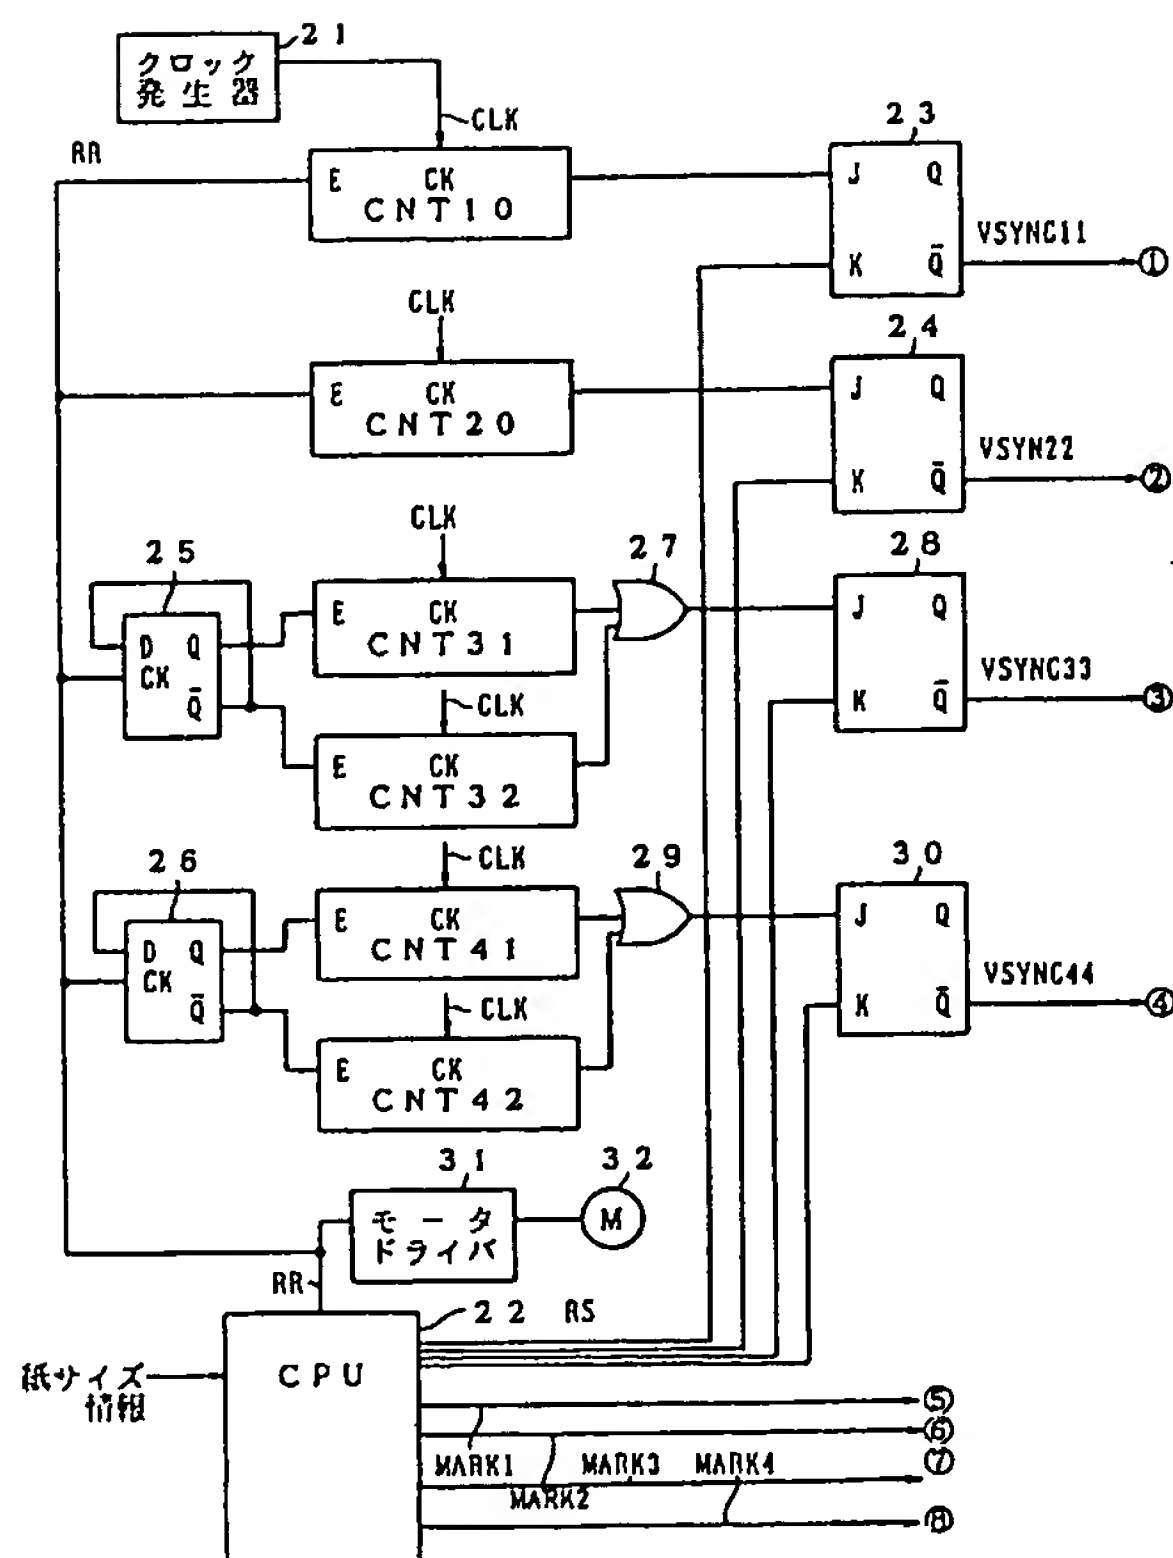 21
クロック
発生器
CLK
RR
E
CK
CNT10
23
J
Q
K
Q̄
VSYNC11
①
CLK
E
CK
CNT20
24
J
Q
K
Q̄
VSYN22
②
CLK
25
D
Q
CK
Q̄
E
CK
CNT31
27
28
J
Q
K
Q̄
VSYNC33
③
CLK
E
CK
CNT32
CLK
26
D
Q
CK
Q̄
E
CK
CNT41
29
30
J
Q
K
Q̄
VSYNC44
④
CLK
E
CK
CNT42
31
モータ
ドライバ
32
M
RR
22
RS
CPU
紙サイズ
情報
⑤
⑥
⑦
MARK1
MARK2
MARK3
MARK4
⑧